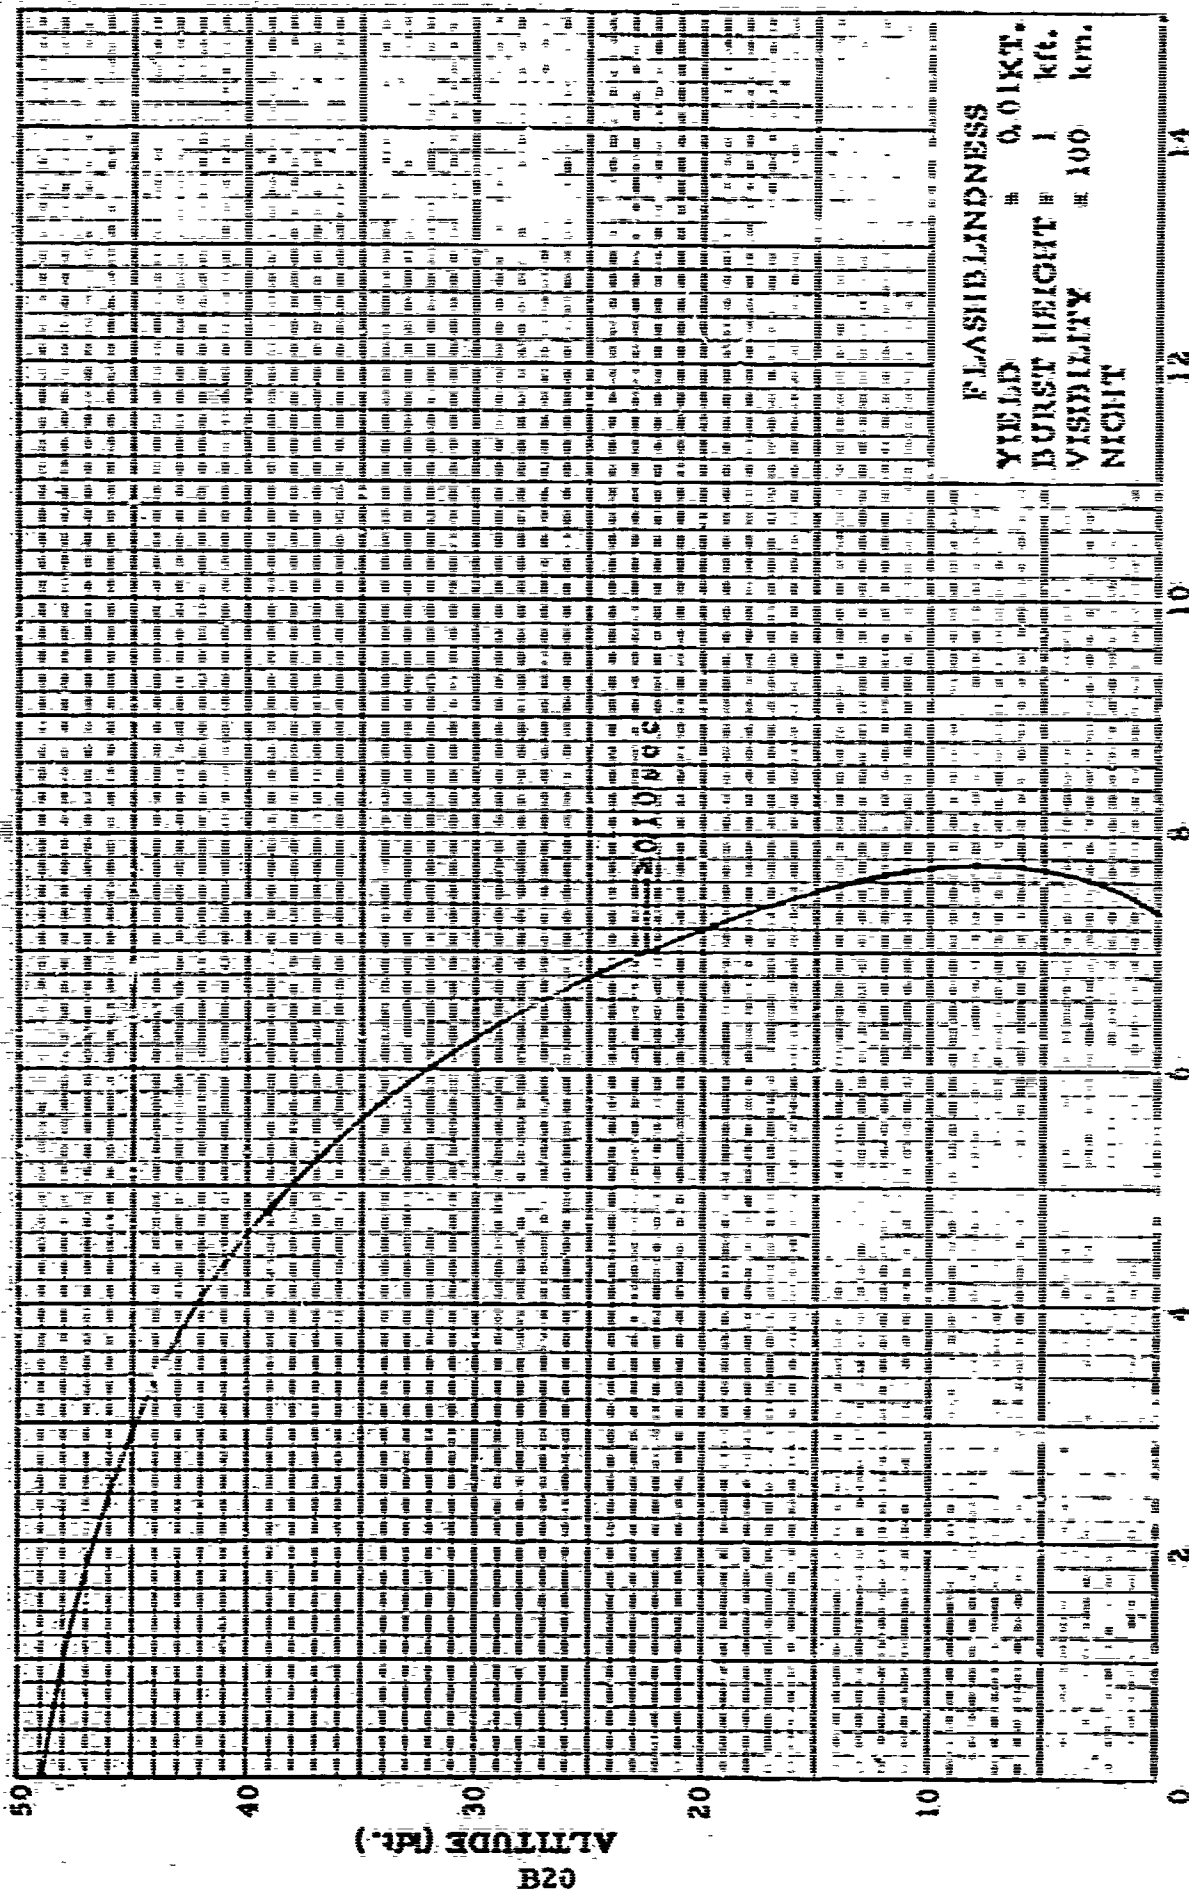 FLASHBLINDNESS
YIELD = 0.01KT.
BURST HEIGHT = 1 kft.
VISIBILITY = 100 km.
NIGHT
50
40
30
20
10
0
ALTITUDE (kft.)
0 2 4 6 8 10 12 14
B20